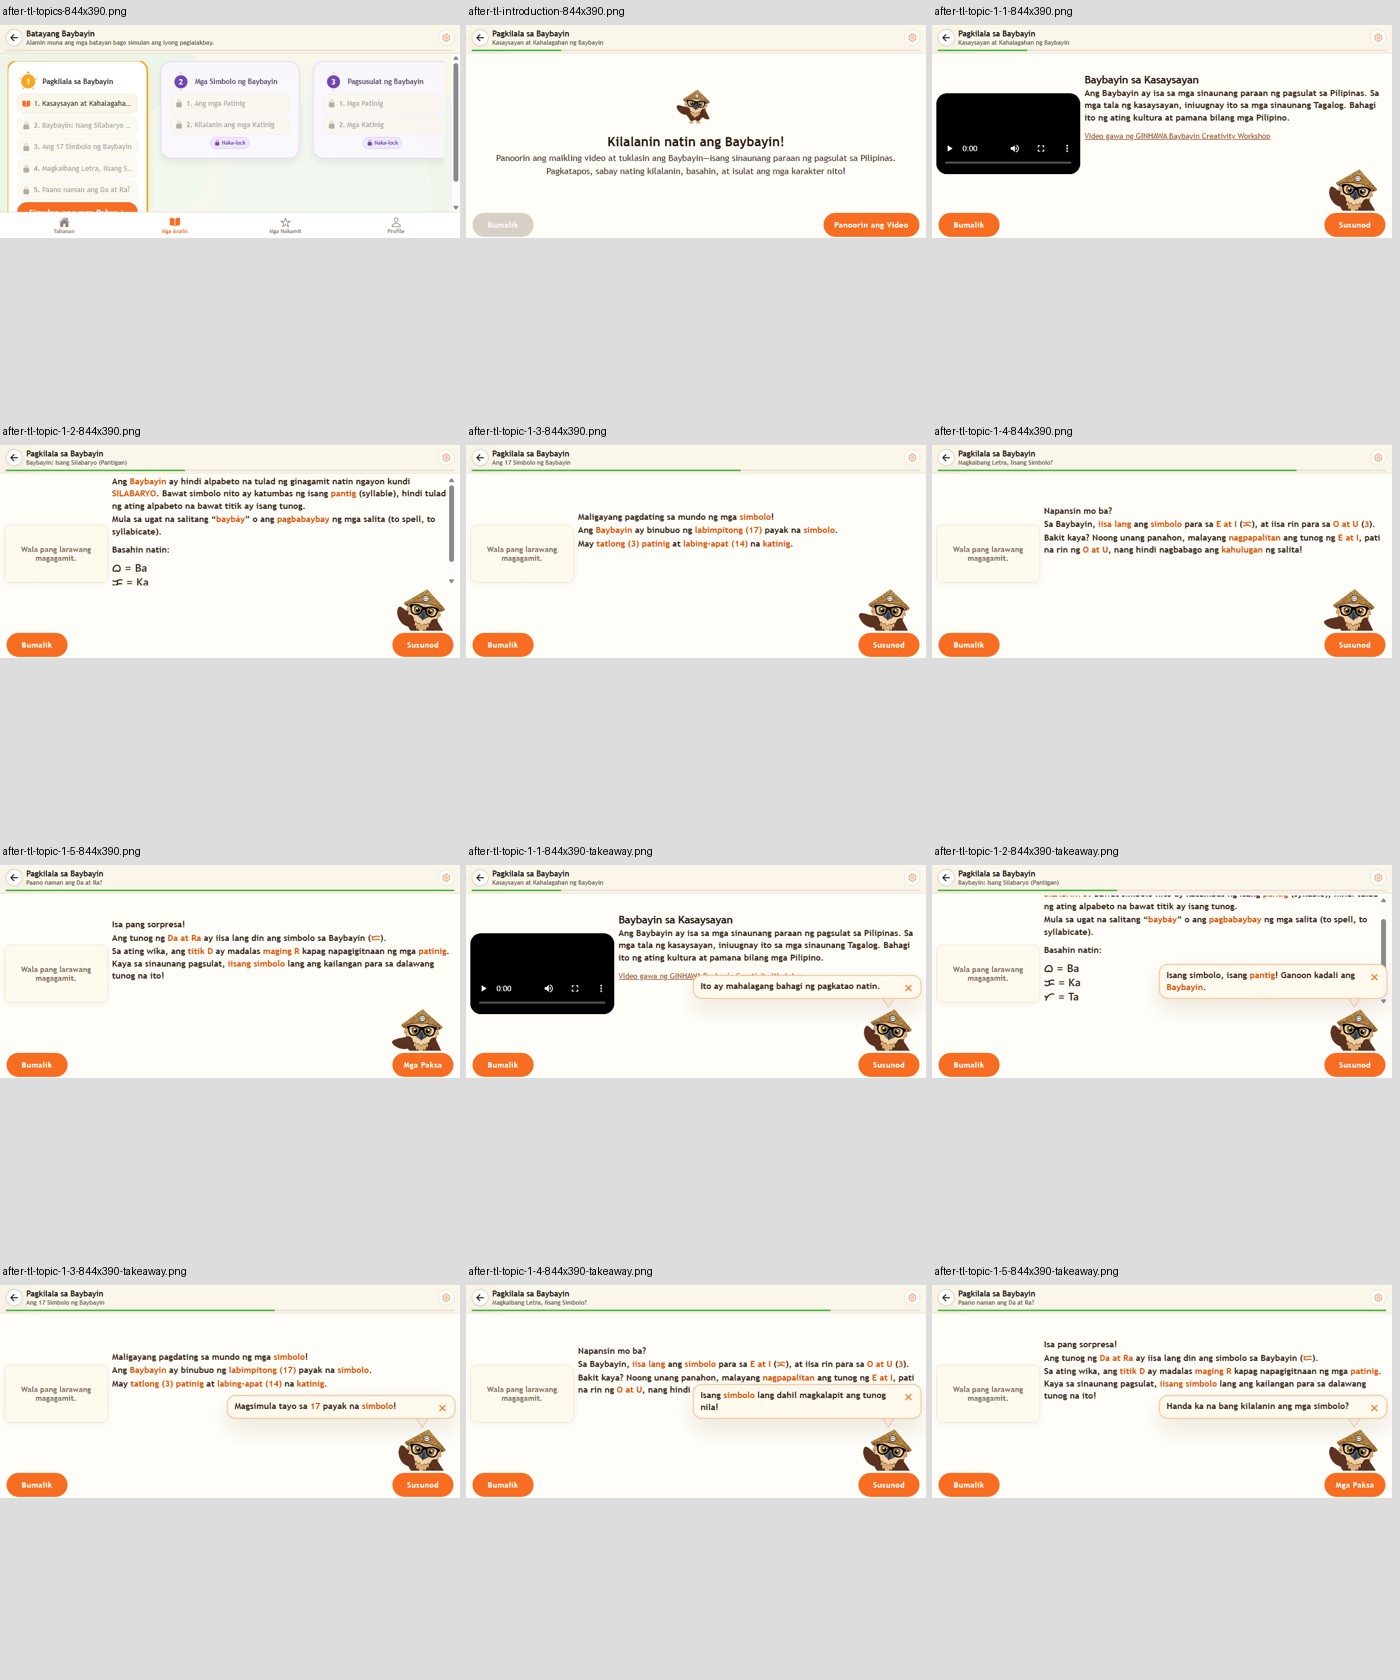 after-tl-topics-844x390.png
Batayang Baybayin
Alamin muna ang mga batayan bago simulan ang iyong paglalakbay.
1 Pagkilala sa Baybayin
1. Kasaysayan at Kahalagaha...
2. Baybayin: Isang Silabaryo ...
3. Ang 17 Simbolo ng Baybayin
4. Magkaibang Letra, Iisang S...
5. Paano naman ang Da at Ra?
2 Mga Simbolo ng Baybayin
1. Ang mga Patinig
2. Kilalanin ang mga Katinig
Naka-lock
3 Pagsusulat ng Baybayin
1. Mga Patinig
2. Mga Katinig
Naka-lock
Tahanan
Mga Aralin
Mga Nakamit
Profile
after-tl-introduction-844x390.png
Pagkilala sa Baybayin
Kasaysayan at Kahalagahan ng Baybayin
Kilalanin natin ang Baybayin!
Panoorin ang maikling video at tuklasin ang Baybayin—isang sinaunang paraan ng pagsulat sa Pilipinas.
Pagkatapos, sabay nating kilalanin, basahin, at isulat ang mga karakter nito!
Bumalik
Panoorin ang Video
after-tl-topic-1-1-844x390.png
Pagkilala sa Baybayin
Kasaysayan at Kahalagahan ng Baybayin
0:00
Baybayin sa Kasaysayan
Ang Baybayin ay isa sa mga sinaunang paraan ng pagsulat sa Pilipinas. Sa
mga tala ng kasaysayan, iniuugnay ito sa mga sinaunang Tagalog. Bahagi
ito ng ating kultura at pamana bilang mga Pilipino.
Video gawa ng GINHAWA Baybayin Creativity Workshop
Bumalik
Susunod
after-tl-topic-1-2-844x390.png
Pagkilala sa Baybayin
Baybayin: Isang Silabaryo (Pantigan)
Wala pang larawang
magagamit.
Ang Baybayin ay hindi alpabeto na tulad ng ginagamit natin ngayon kundi
SILABARYO. Bawat simbolo nito ay katumbas ng isang pantig (syllable), hindi tulad
ng ating alpabeto na bawat titik ay isang tunog.
Mula sa ugat na salitang “baybáy” o ang pagbabaybay ng mga salita (to spell, to
syllabicate).
Basahin natin:
ᜊ = Ba
ᜃ = Ka
Bumalik
Susunod
after-tl-topic-1-3-844x390.png
Pagkilala sa Baybayin
Ang 17 Simbolo ng Baybayin
Wala pang larawang
magagamit.
Maligayang pagdating sa mundo ng mga simbolo!
Ang Baybayin ay binubuo ng labimpitong (17) payak na simbolo.
May tatlong (3) patinig at labing-apat (14) na katinig.
Bumalik
Susunod
after-tl-topic-1-4-844x390.png
Pagkilala sa Baybayin
Magkaibang Letra, Iisang Simbolo?
Wala pang larawang
magagamit.
Napansin mo ba?
Sa Baybayin, iisa lang ang simbolo para sa E at I (ᜁ), at iisa rin para sa O at U (ᜂ).
Bakit kaya? Noong unang panahon, malayang nagpapalitan ang tunog ng E at I, pati
na rin ng O at U, nang hindi nagbabago ang kahulugan ng salita!
Bumalik
Susunod
after-tl-topic-1-5-844x390.png
Pagkilala sa Baybayin
Paano naman ang Da at Ra?
Wala pang larawang
magagamit.
Isa pang sorpresa!
Ang tunog ng Da at Ra ay iisa lang din ang simbolo sa Baybayin (ᜇ).
Sa ating wika, ang titik D ay madalas maging R kapag napapagitnaan ng mga patinig.
Kaya sa sinaunang pagsulat, iisang simbolo lang ang kailangan para sa dalawang
tunog na ito!
Bumalik
Mga Paksa
after-tl-topic-1-1-844x390-takeaway.png
Pagkilala sa Baybayin
Kasaysayan at Kahalagahan ng Baybayin
0:00
Baybayin sa Kasaysayan
Ang Baybayin ay isa sa mga sinaunang paraan ng pagsulat sa Pilipinas. Sa
mga tala ng kasaysayan, iniuugnay ito sa mga sinaunang Tagalog. Bahagi
ito ng ating kultura at pamana bilang mga Pilipino.
Video gawa ng GINHAWA
Ito ay mahalagang bahagi ng pagkatao natin.
Bumalik
Susunod
after-tl-topic-1-2-844x390-takeaway.png
Pagkilala sa Baybayin
Baybayin: Isang Silabaryo (Pantigan)
Wala pang larawang
magagamit.
ng ating alpabeto na bawat titik ay isang tunog.
Mula sa ugat na salitang “baybáy” o ang pagbabaybay ng mga salita (to spell, to
syllabicate).
Basahin natin:
ᜊ = Ba
ᜃ = Ka
ᜆ = Ta
Isang simbolo, isang pantig! Ganoon kadali ang
Baybayin.
Bumalik
Susunod
after-tl-topic-1-3-844x390-takeaway.png
Pagkilala sa Baybayin
Ang 17 Simbolo ng Baybayin
Wala pang larawang
magagamit.
Maligayang pagdating sa mundo ng mga simbolo!
Ang Baybayin ay binubuo ng labimpitong (17) payak na simbolo.
May tatlong (3) patinig at labing-apat (14) na katinig.
Magsimula tayo sa 17 payak na simbolo!
Bumalik
Susunod
after-tl-topic-1-4-844x390-takeaway.png
Pagkilala sa Baybayin
Magkaibang Letra, Iisang Simbolo?
Wala pang larawang
magagamit.
Napansin mo ba?
Sa Baybayin, iisa lang ang simbolo para sa E at I (ᜁ), at iisa rin para sa O at U (ᜂ).
Bakit kaya? Noong unang panahon, malayang nagpapalitan ang tunog ng E at I, pati
na rin ng O at U, nang hindi
Isang simbolo lang dahil magkalapit ang tunog
nila!
Bumalik
Susunod
after-tl-topic-1-5-844x390-takeaway.png
Pagkilala sa Baybayin
Paano naman ang Da at Ra?
Wala pang larawang
magagamit.
Isa pang sorpresa!
Ang tunog ng Da at Ra ay iisa lang din ang simbolo sa Baybayin (ᜇ).
Sa ating wika, ang titik D ay madalas maging R kapag napapagitnaan ng mga patinig.
Kaya sa sinaunang pagsulat, iisang simbolo lang ang kailangan para sa dalawang
tunog na ito!
Handa ka na bang kilalanin ang mga simbolo?
Bumalik
Mga Paksa